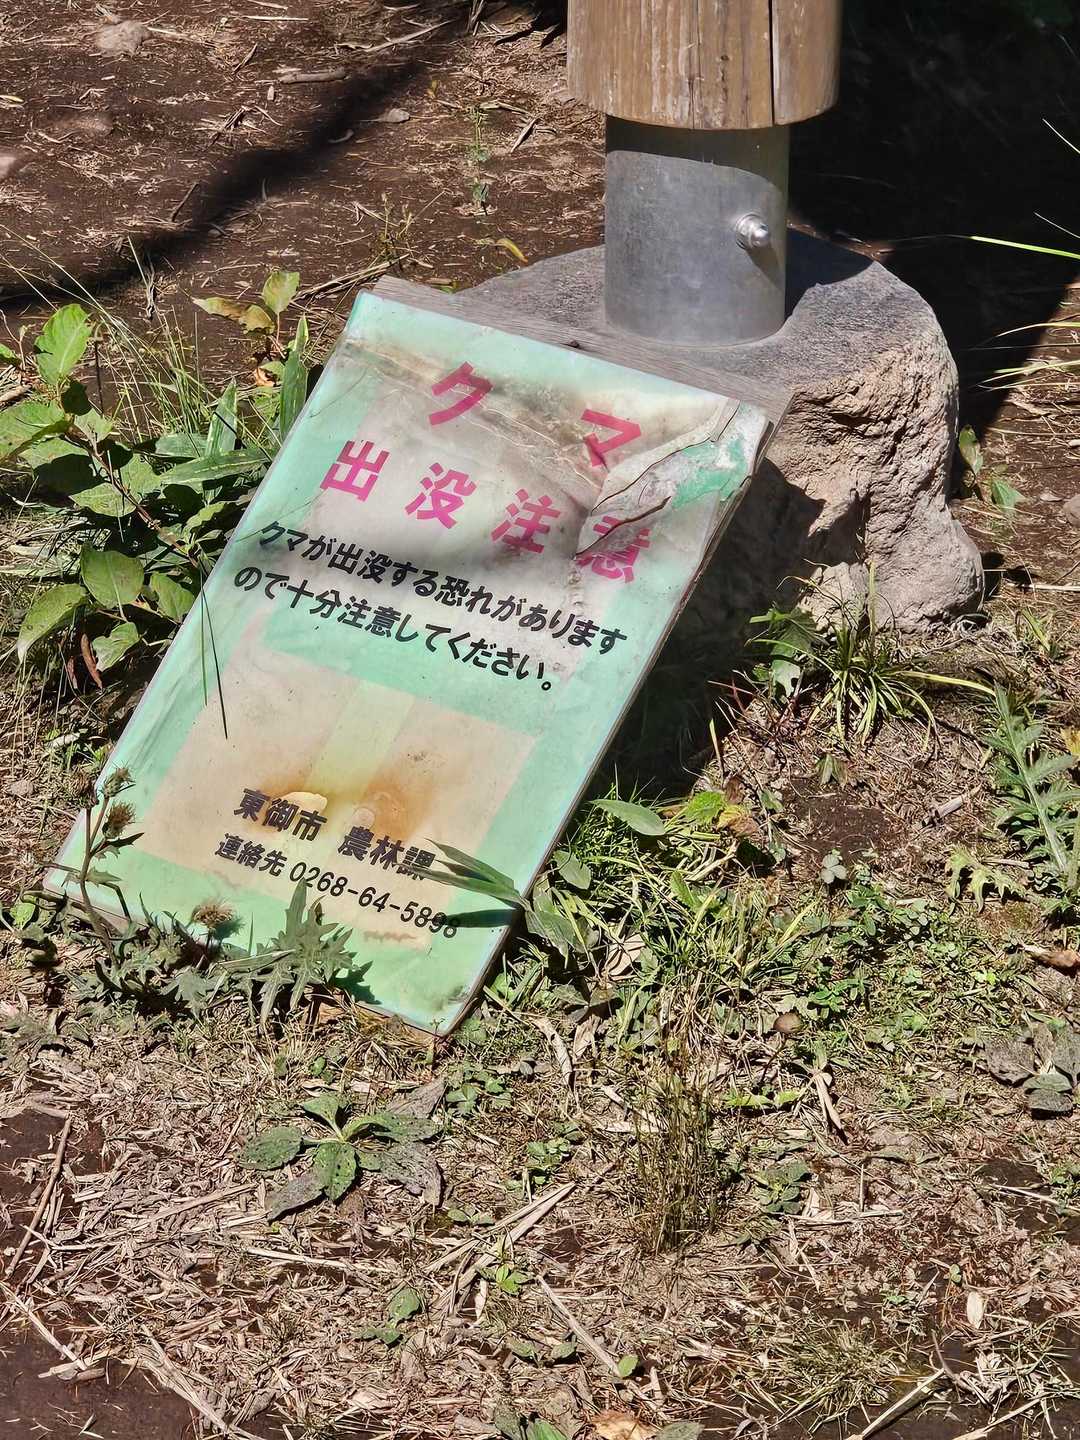 クマ
出没注意
クマが出没する恐れがあります
ので十分注意してください。
東御市 農林課
連絡先 0268-64-5898